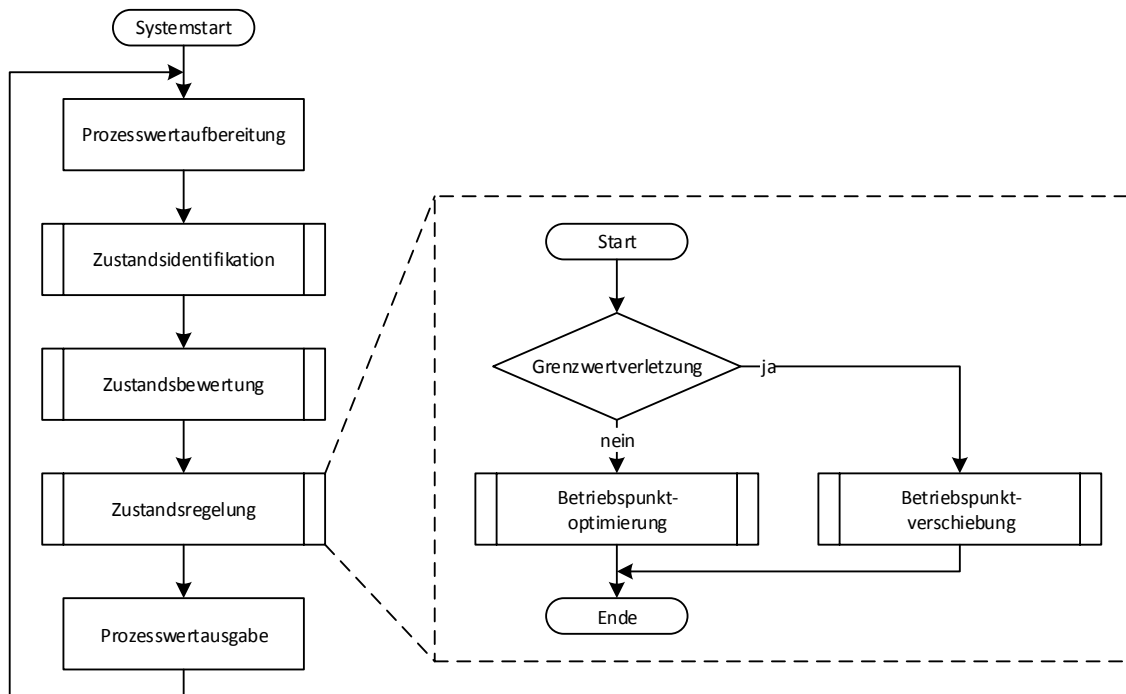 Systemstart
Prozesswertaufbereitung
Zustandsidentifikation
Zustandsbewertung
Zustandsregelung
Prozesswertausgabe
Start
Grenzwertverletzung
ja
nein
Betriebspunkt-
optimierung
Betriebspunkt-
verschiebung
Ende